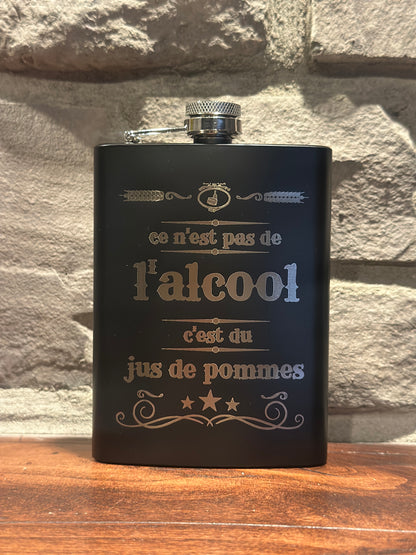 ce n'est pas de
l'alcool
c'est du
jus de pommes